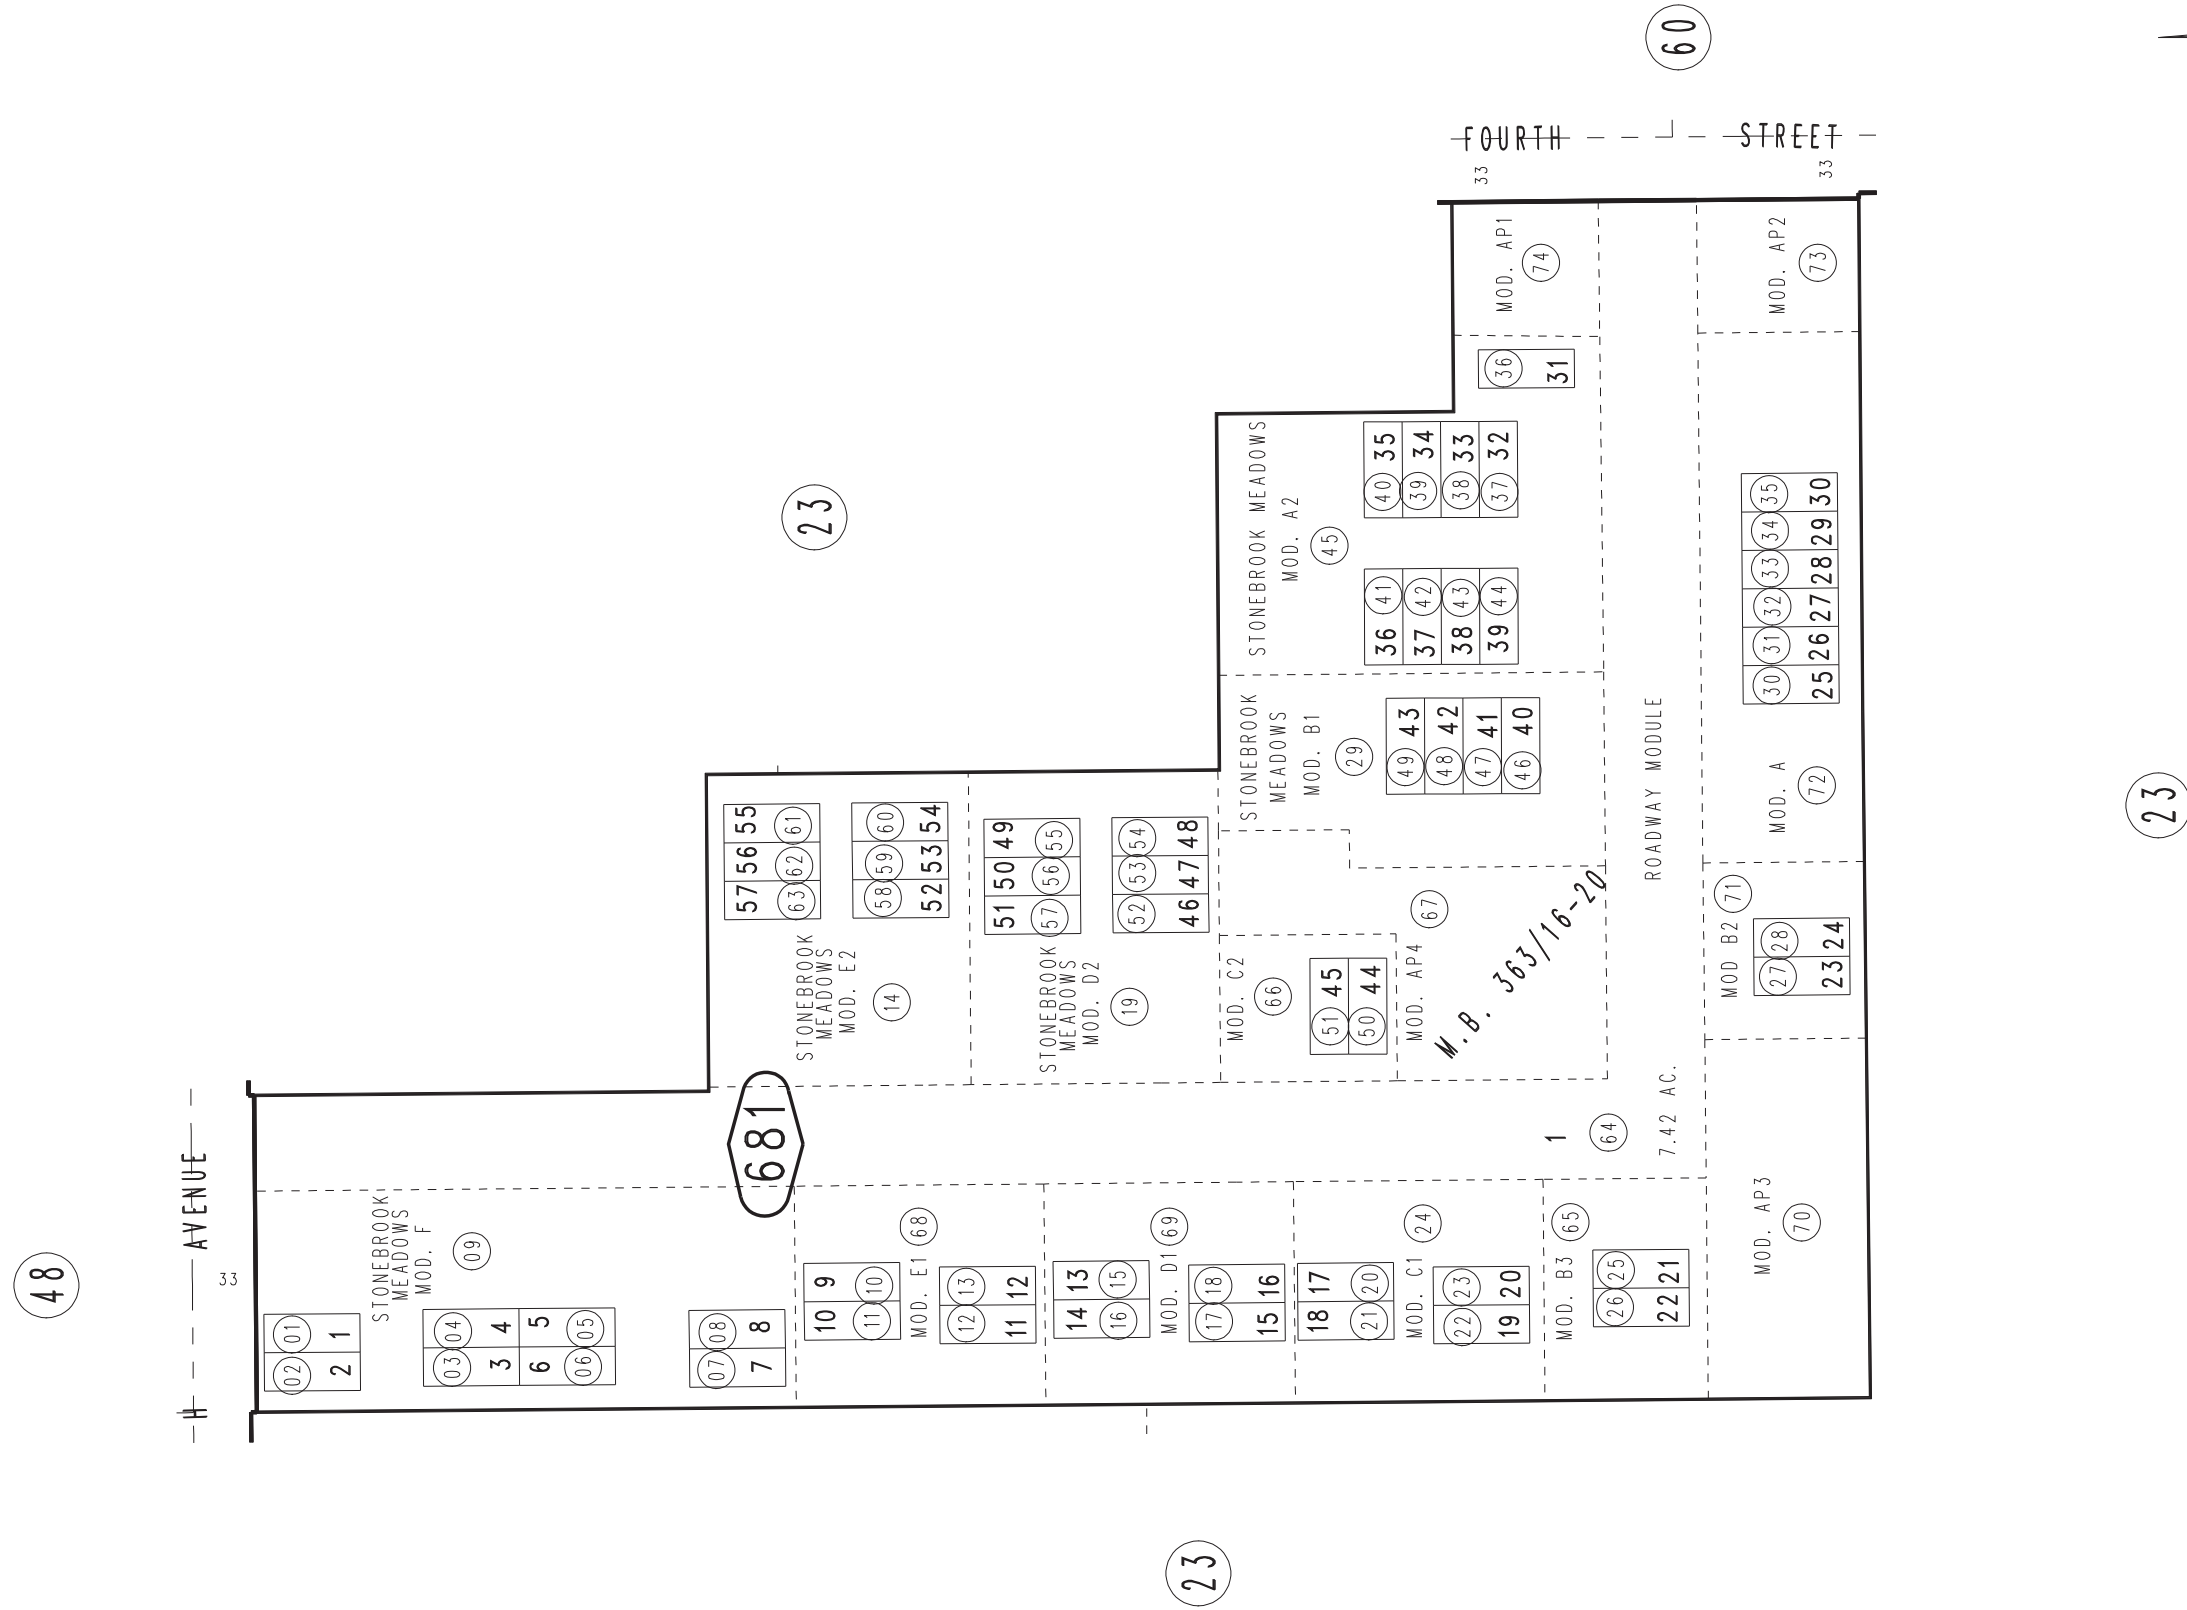 60
FOURTH STREET
33
33
MOD. AP1
74
MOD. AP2
73
36 31
STONEBROOK MEADOWS
MOD. A2
45
40 35
39 34
38 33
37 32
36 41
37 42
38 43
39 44
23
35 30
34 29
33 28
32 27
31 26
30 25
MOD. A
72
ROADWAY MODULE
STONEBROOK
MEADOWS
MOD. B1
29
49 43
48 42
47 41
46 40
23
55 61
56 62
57 63
60 54
59 53
58 52
STONEBROOK
MEADOWS
MOD. E2
14
49 55
50 56
51 57
54 48
53 47
52 46
STONEBROOK
MEADOWS
MOD. D2
19
MOD. C2
66
51 45
50 44
MOD. AP4
67
M.B. 363/16-20
71
MOD B2
28 24
27 23
1
64
7.42 AC.
681
H AVENUE
33
48
STONEBROOK
MEADOWS
MOD. F
09
01 1
02 2
04 4
03 3
5 05
6 06
08 8
07 7
9 10
10 11
MOD. E1
68
13 12
12 11
13 15
14 16
MOD. D1
69
18 16
17 15
17 20
18 21
MOD. C1
24
23 20
22 19
MOD. B3
65
25 21
26 22
MOD. AP3
70
23